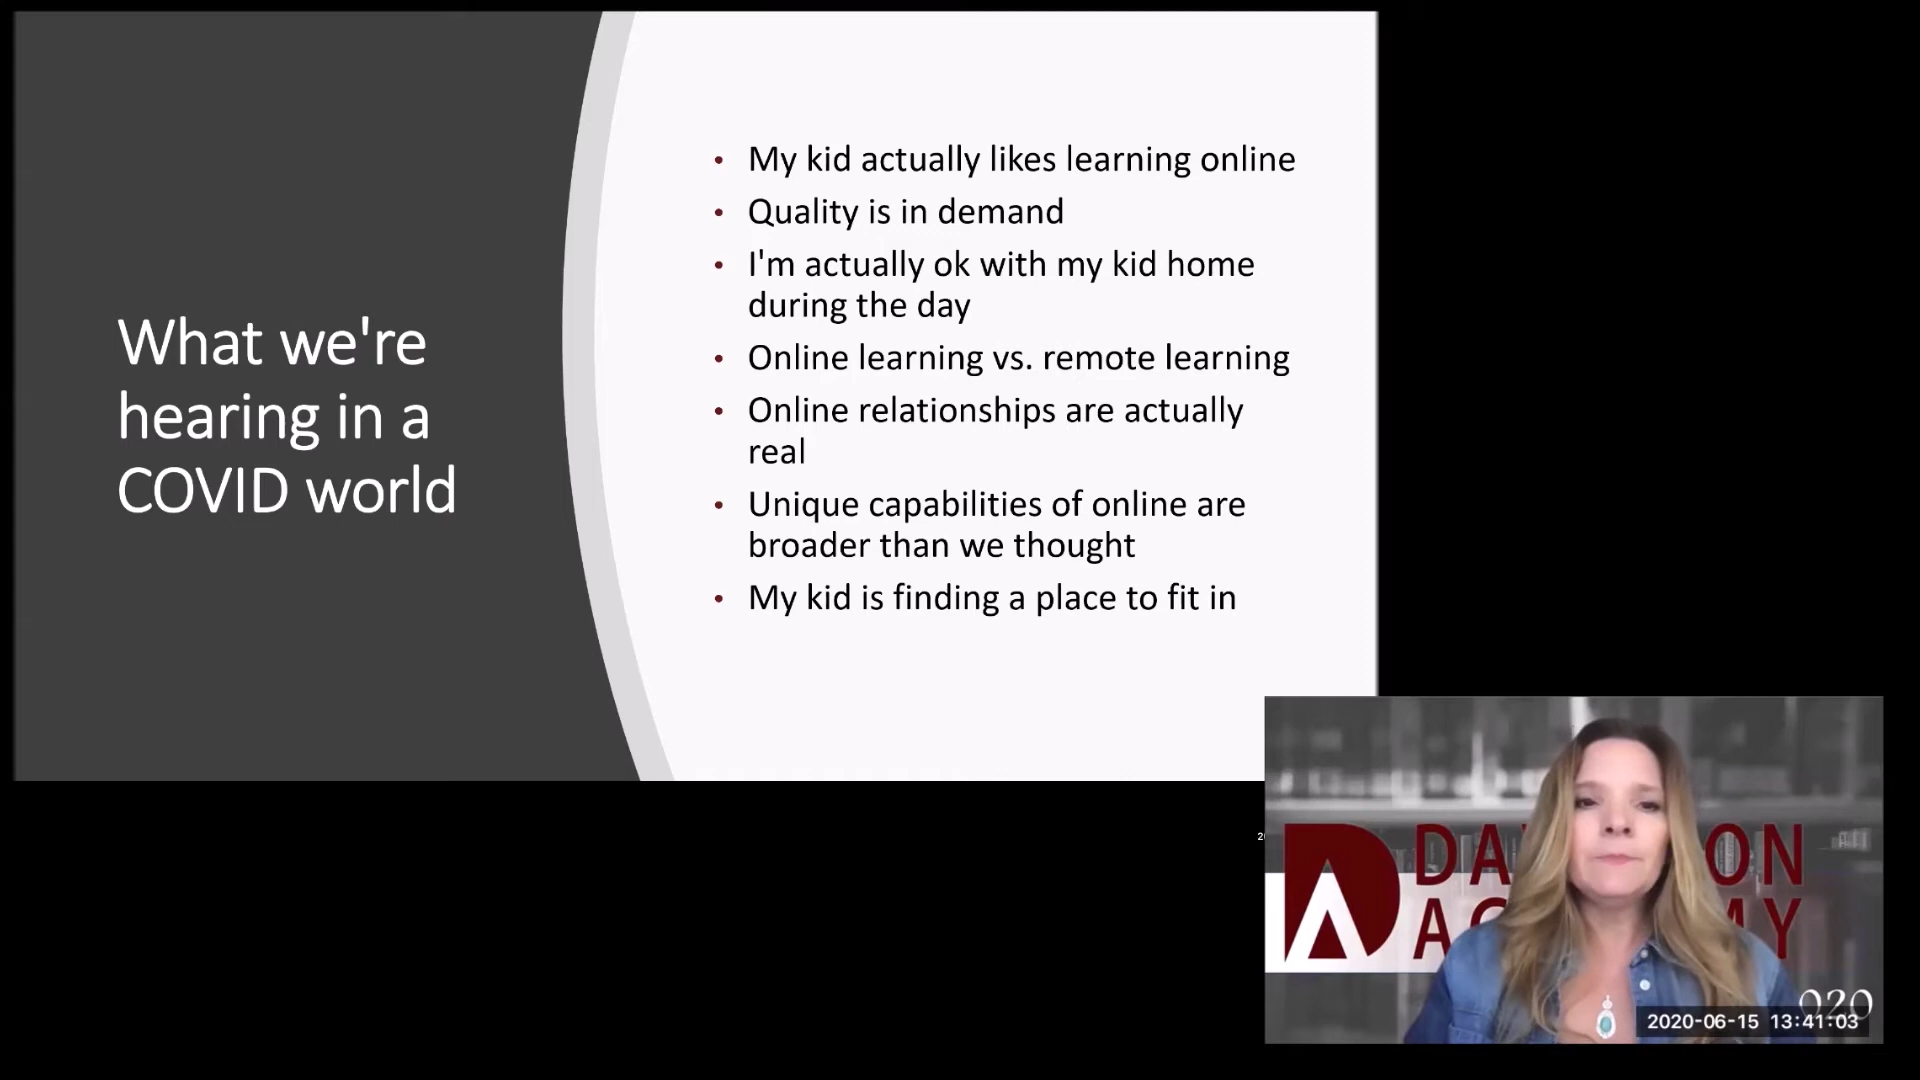 What we're
hearing in a
COVID world
• My kid actually likes learning online
• Quality is in demand
• I'm actually ok with my kid home
during the day
• Online learning vs. remote learning
• Online relationships are actually
real
• Unique capabilities of online are
broader than we thought
• My kid is finding a place to fit in
020
2020-06-15 13:41:03